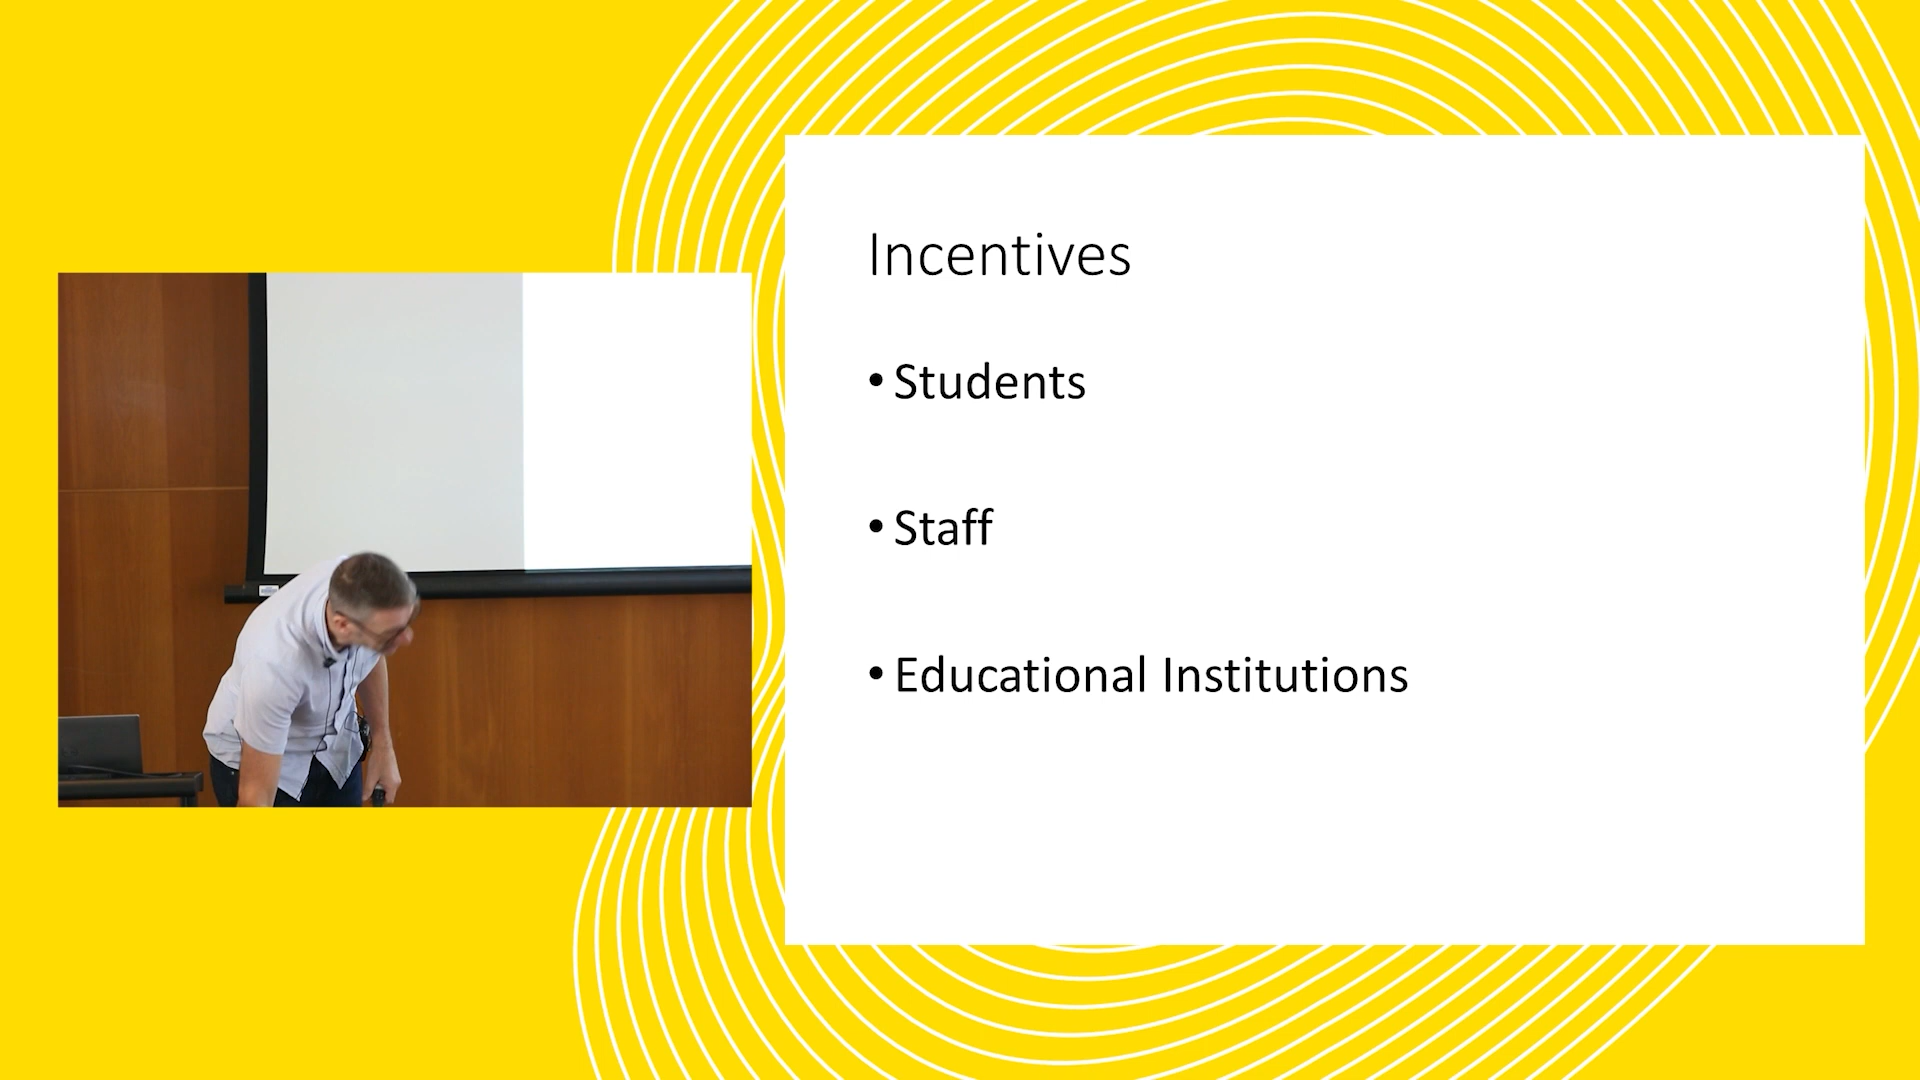 Incentives
• Students
• Staff
• Educational Institutions